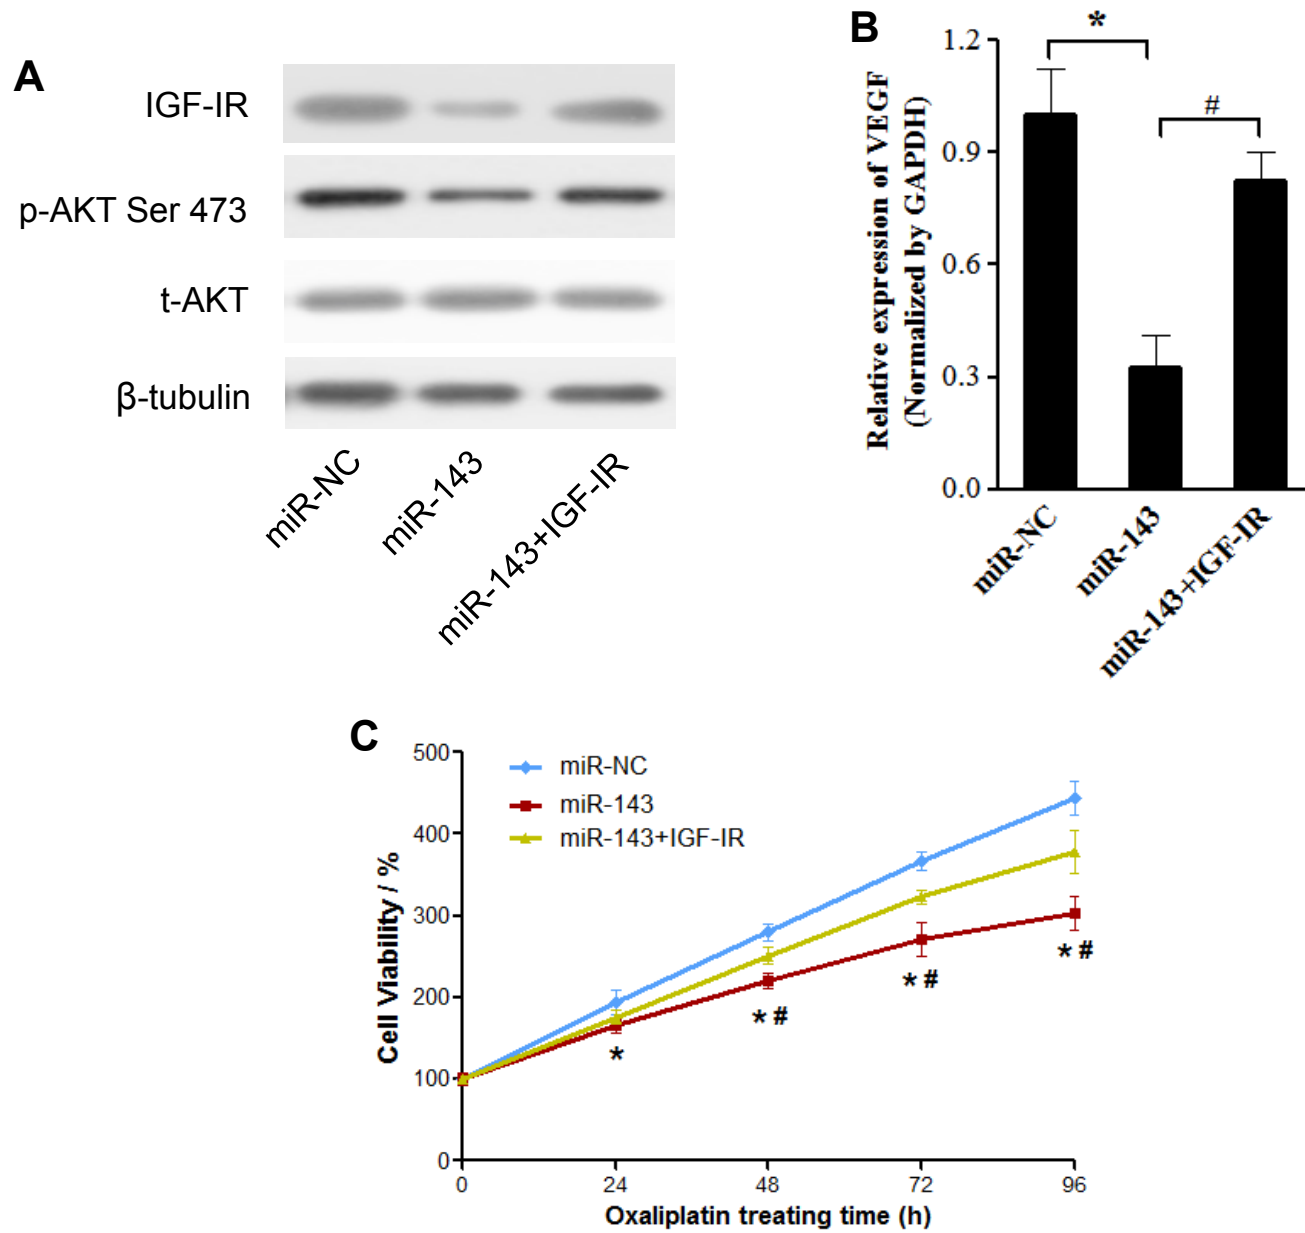 A
IGF-IR
p-AKT Ser 473
t-AKT
β-tubulin
miR-NC
miR-143
miR-143+IGF-IR
B
Relative expression of VEGF
(Normalized by GAPDH)
1.2
0.9
0.6
0.3
0.0
*
#
miR-NC
miR-143
miR-143+IGF-IR
C
Cell Viability / %
500
400
300
200
100
0
miR-NC
miR-143
miR-143+IGF-IR
*
* #
* #
* #
0 24 48 72 96
Oxaliplatin treating time (h)